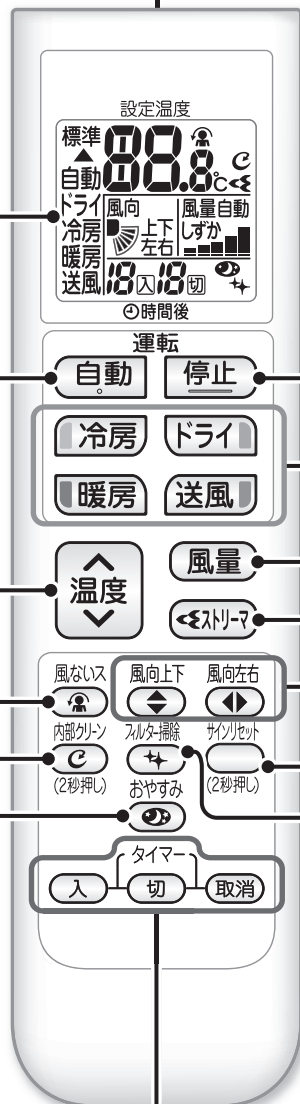 設定温度
標準
自動 88.8℃
ドライ 風向 風量自動
冷房 上下 しずか
暖房 左右
送風 18入18切
時間後
運転
自動 停止
冷房 ドライ
暖房 送風
温度 風量
ストリーマ
風ないス 風向上下 風向左右
内部クリーン フィルター掃除 サインリセット
(2秒押し) (2秒押し)
おやすみ
タイマー
入 切 取消